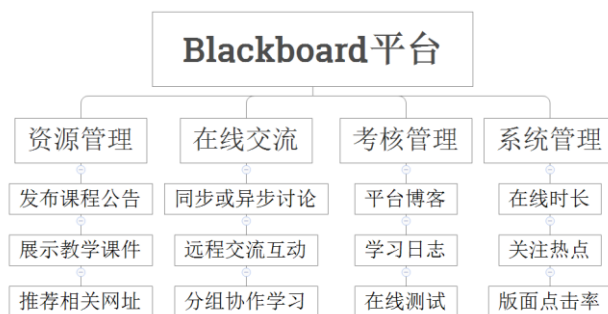 Blackboard平台
资源管理
在线交流
考核管理
系统管理
发布课程公告
同步或异步讨论
平台博客
在线时长
展示教学课件
远程交流互动
学习日志
关注热点
推荐相关网址
分组协作学习
在线测试
版面点击率